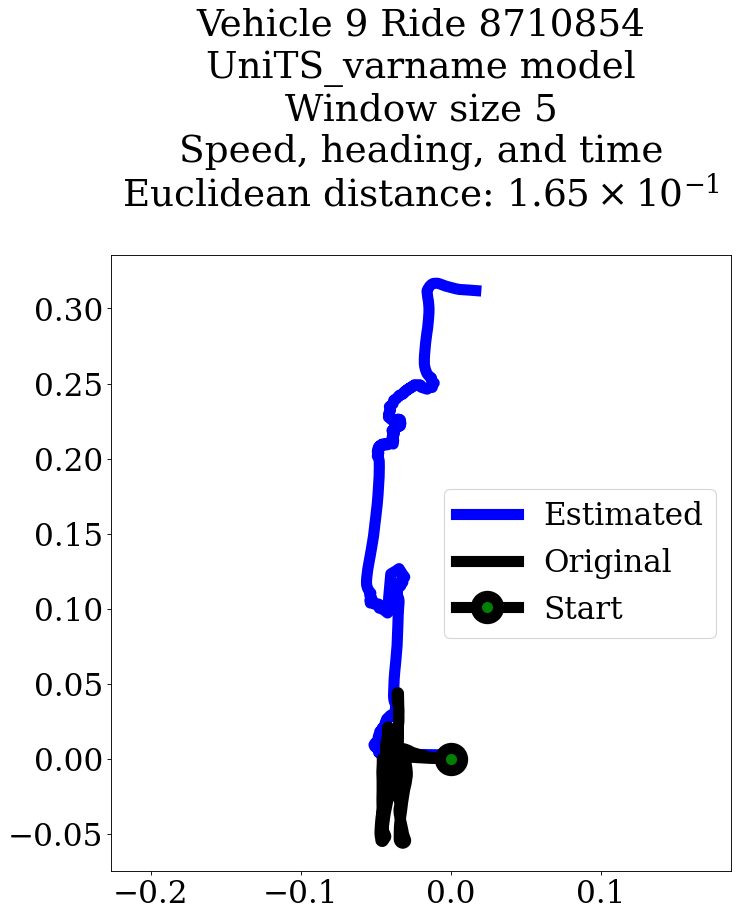 Vehicle 9 Ride 8710854
UniTS_varname model
Window size 5
Speed, heading, and time
Euclidean distance: 1.65 × 10⁻¹
0.30
0.25
0.20
0.15
0.10
0.05
0.00
−0.05
Estimated
Original
Start
−0.2
−0.1
0.0
0.1